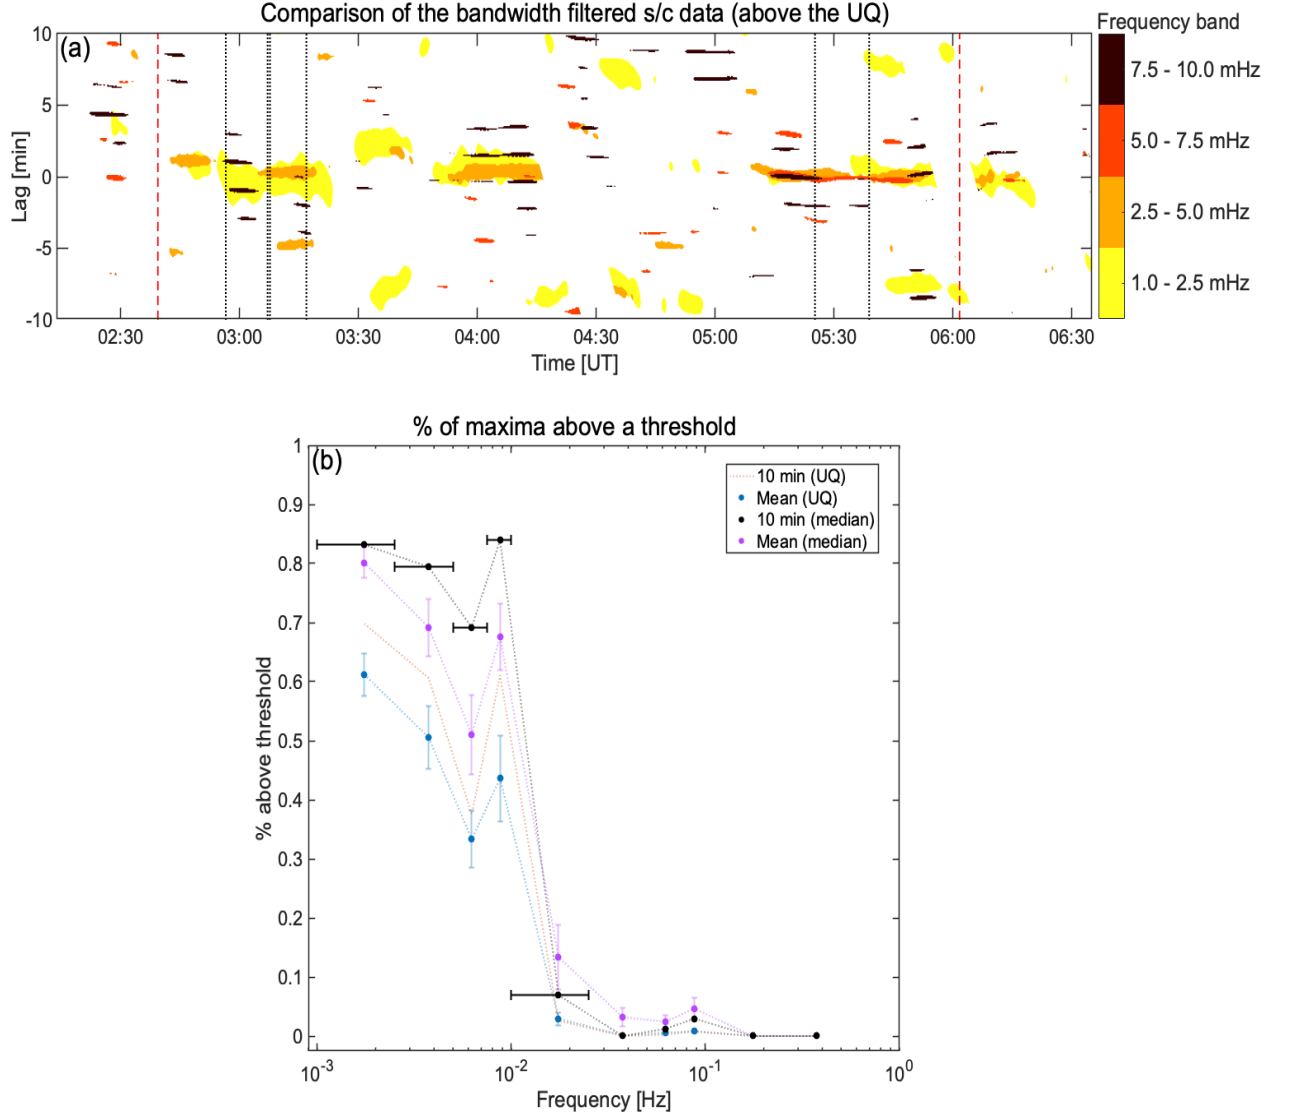 Comparison of the bandwidth filtered s/c data (above the UQ)
Frequency band
(a)
10
5
0
-5
-10
Lag [min]
7.5 - 10.0 mHz
5.0 - 7.5 mHz
2.5 - 5.0 mHz
1.0 - 2.5 mHz
02:30 03:00 03:30 04:00 04:30 05:00 05:30 06:00 06:30
Time [UT]
% of maxima above a threshold
(b)
1
0.9
0.8
0.7
0.6
0.5
0.4
0.3
0.2
0.1
0
% above threshold
10 min (UQ)
Mean (UQ)
10 min (median)
Mean (median)
10-3 10-2 10-1 100
Frequency [Hz]